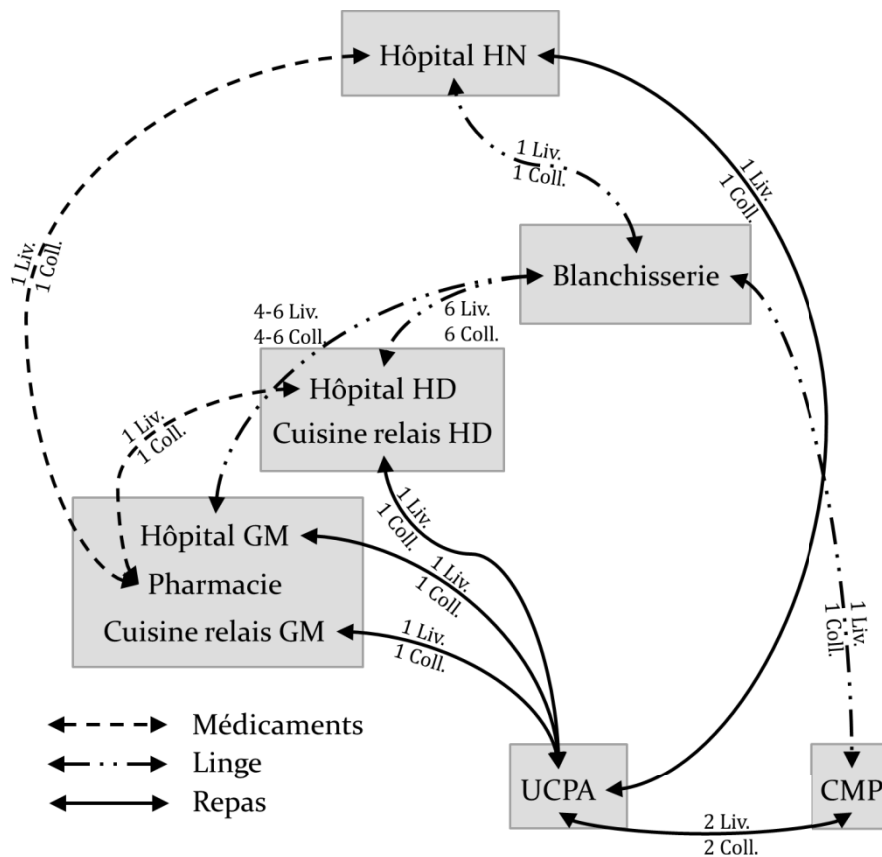 Hôpital HN
1 Liv.
1 Coll.
1 Liv.
1 Coll.
1 Liv.
1 Coll.
Blanchisserie
4-6 Liv.
4-6 Coll.
6 Liv.
6 Coll.
Hôpital HD
Cuisine relais HD
1 Liv.
1 Coll.
1 Liv.
1 Coll.
Hôpital GM
Pharmacie
Cuisine relais GM
1 Liv.
1 Coll.
1 Liv.
1 Coll.
1 Liv.
1 Coll.
Médicaments
Linge
Repas
UCPA
CMP
2 Liv.
2 Coll.